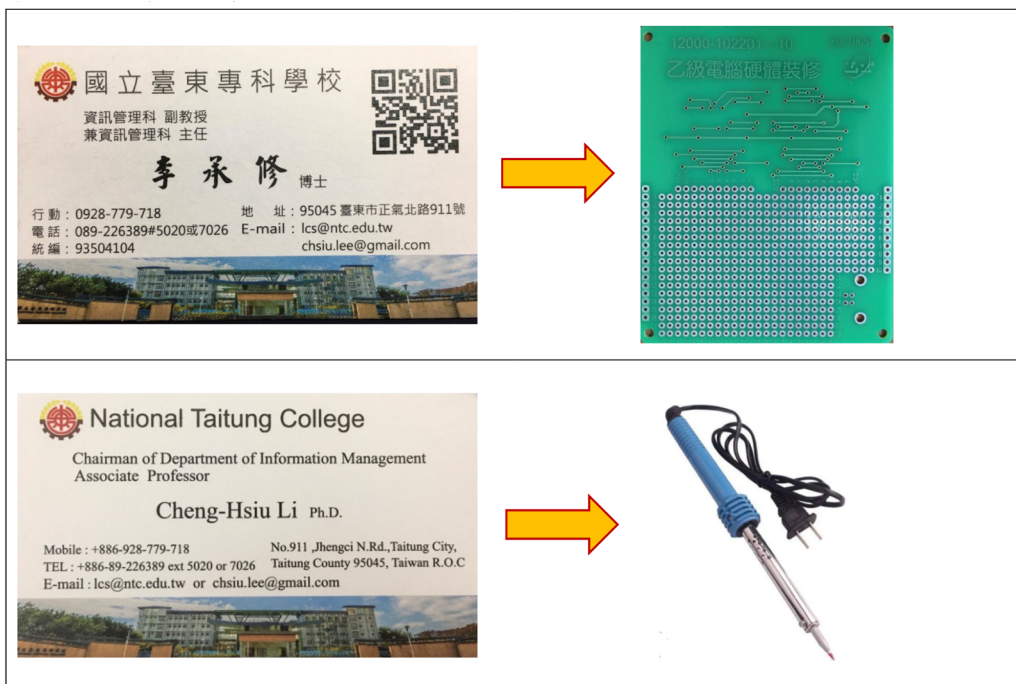 國立臺東專科學校
資訊管理科 副教授
兼資訊管理科 主任
李承修 博士
行動：0928-779-718
電話：089-226389#5020或7026
統編：93504104
地 址：95045 臺東市正氣北路911號
E-mail：lcs@ntc.edu.tw
chsiu.lee@gmail.com
12000-102201
乙級電腦硬體裝修
National Taitung College
Chairman of Department of Information Management
Associate Professor
Cheng-Hsiu Li Ph.D.
Mobile : +886-928-779-718
TEL : +886-89-226389 ext 5020 or 7026
E-mail : lcs@ntc.edu.tw or chsiu.lee@gmail.com
No.911 ,Jhengci N.Rd.,Taitung City,
Taitung County 95045, Taiwan R.O.C